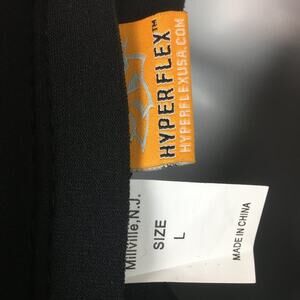 HYPERFLEX™
HYPERFLEXUSA.COM
Millville, N.J.
SIZE
L
MADE IN CHINA